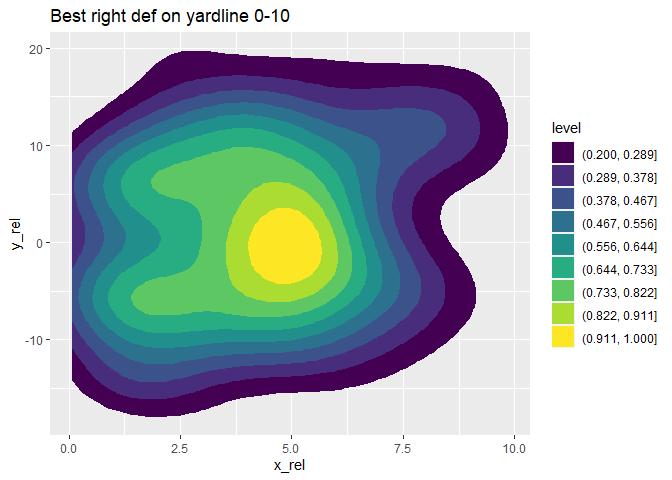 Best right def on yardline 0-10
20
10
0
-10
y_rel
0.0 2.5 5.0 7.5 10.0
x_rel
level
(0.200, 0.289]
(0.289, 0.378]
(0.378, 0.467]
(0.467, 0.556]
(0.556, 0.644]
(0.644, 0.733]
(0.733, 0.822]
(0.822, 0.911]
(0.911, 1.000]